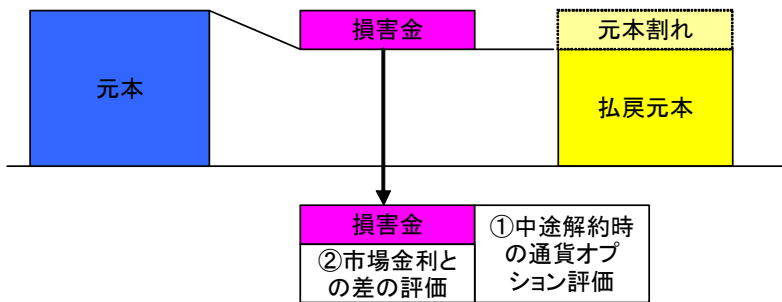 元本
損害金
元本割れ
払戻元本
損害金
②市場金利と
の差の評価
①中途解約時
の通貨オプ
ション評価